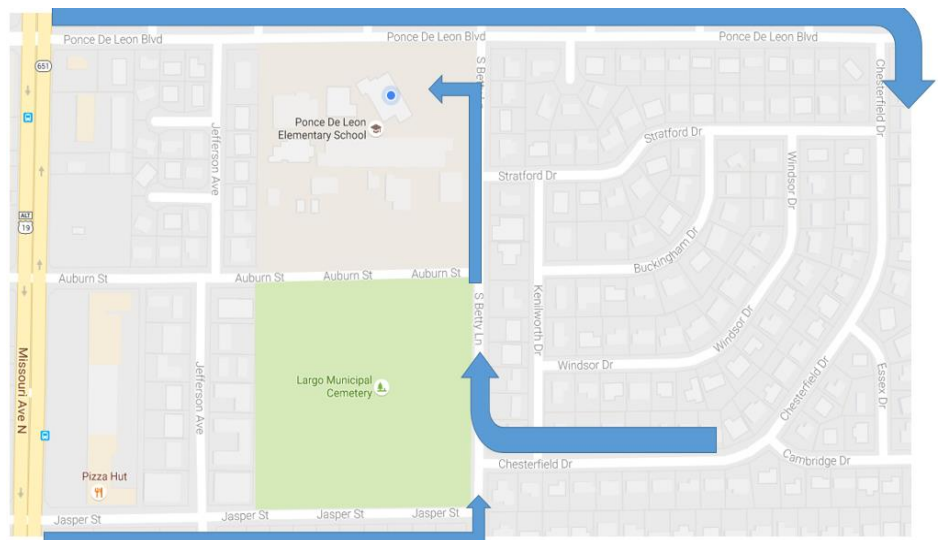 Ponce De Leon Blvd
Ponce De Leon Blvd
Ponce De Leon Blvd
651
S Betty Ln
Chesterfield Dr
Ponce De Leon
Elementary School
Jefferson Ave
Stratford Dr
Stratford Dr
Windsor Dr
ALT
19
Buckingham Dr
Auburn St
Auburn St
Auburn St
Auburn St
Kenilworth Dr
S Betty Ln
Windsor Dr
Windsor Dr
Missouri Ave N
Jefferson Ave
Largo Municipal
Cemetery
Chesterfield Dr
Essex Dr
Chesterfield Dr
Cambridge Dr
Pizza Hut
Jasper St
Jasper St
Jasper St
Jasper St